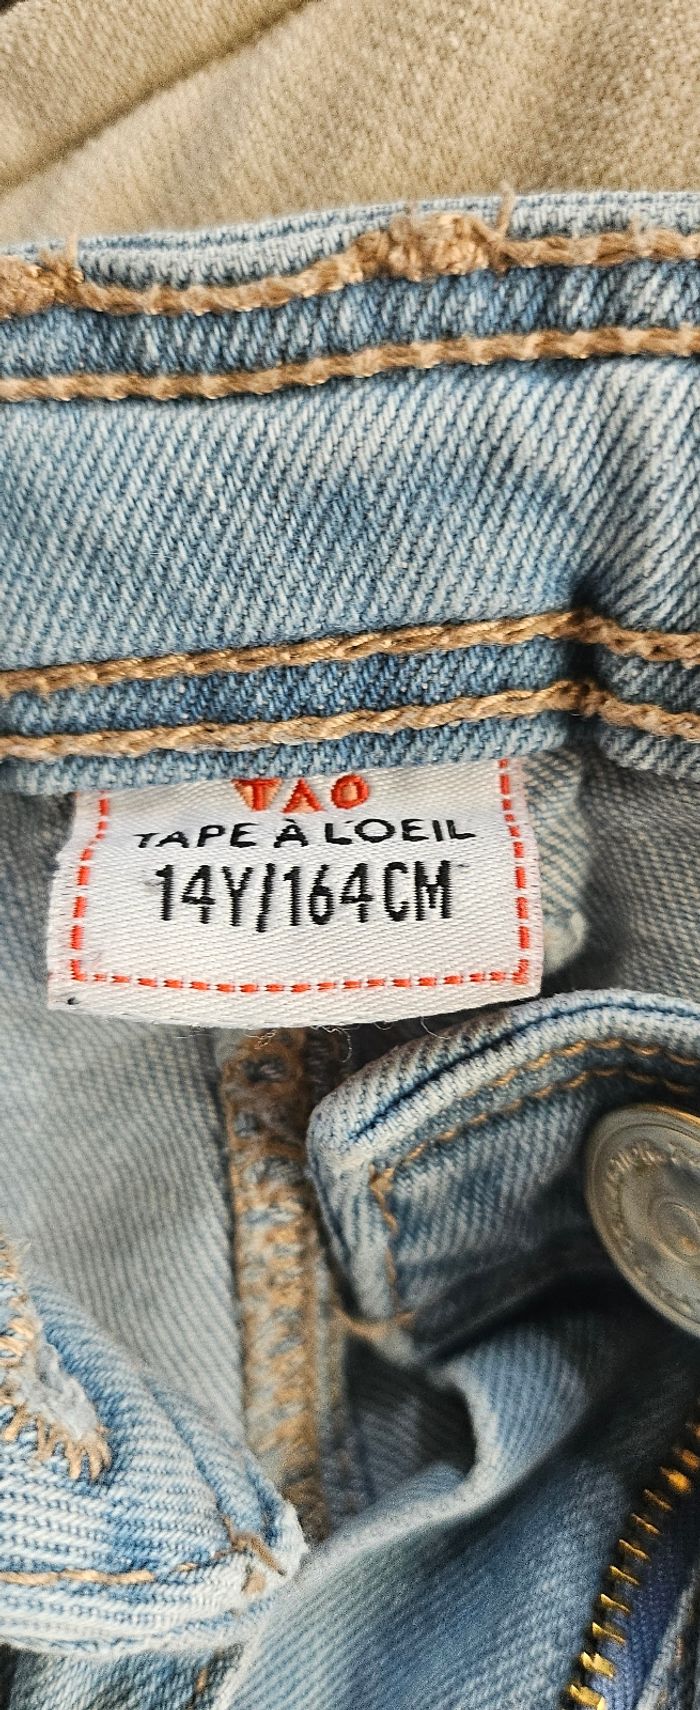 TAO
TAPE À L'OEIL
14Y/164CM